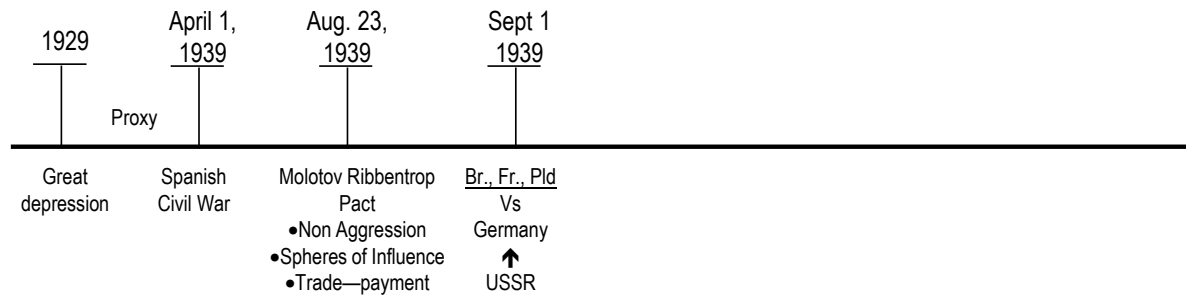 1929
April 1,
1939
Aug. 23,
1939
Sept 1
1939
Proxy
Great
depression
Spanish
Civil War
Molotov Ribbentrop
Pact
•Non Aggression
•Spheres of Influence
•Trade—payment
Br., Fr., Pld
Vs
Germany
↑
USSR